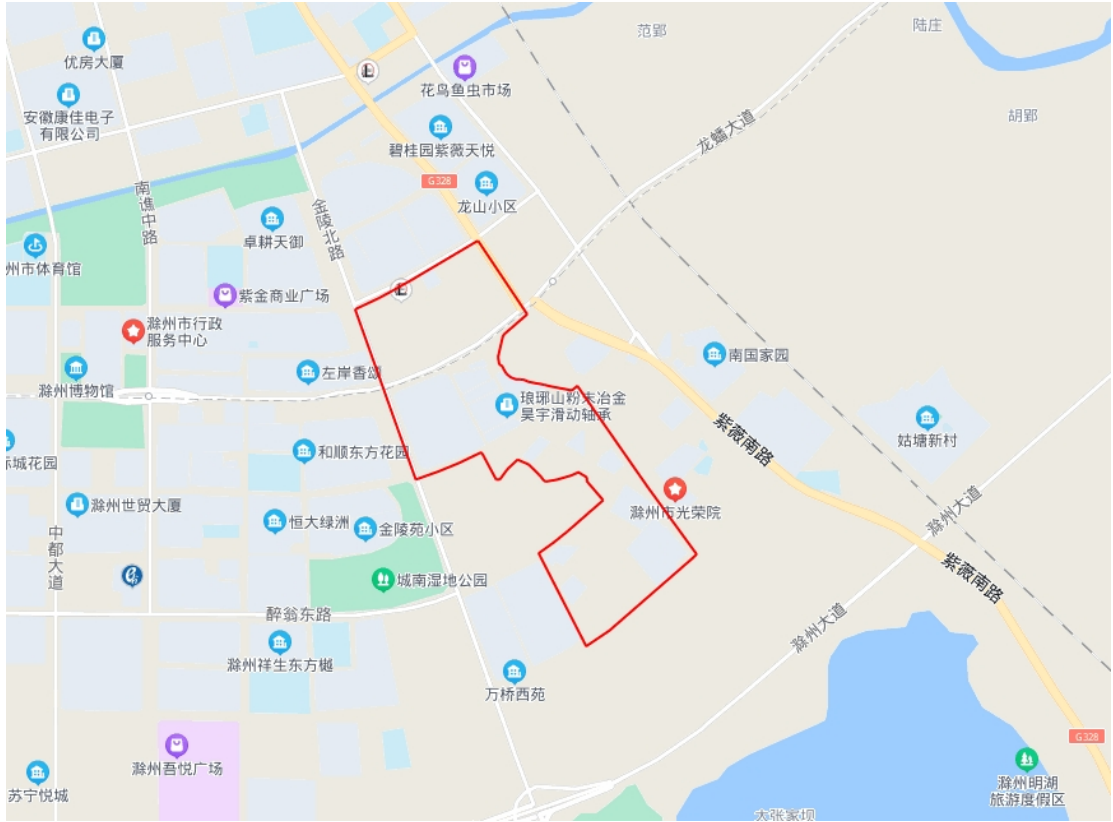 范郢
陆庄
优房大厦
花鸟鱼虫市场
安徽康佳电子
有限公司
胡郢
龙蟠大道
碧桂园紫薇天悦
G328
南谯中路
金陵北路
龙山小区
卓耕天御
州市体育馆
紫金商业广场
滁州市行政
服务中心
南国家园
滁州博物馆
左岸香颂
琅琊山粉末冶金
昊宇滑动轴承
姑塘新村
紫薇南路
和顺东方花园
示城花园
滁州世贸大厦
滁州市光荣院
滁州大道
恒大绿洲
金陵苑小区
中都大道
城南湿地公园
紫薇南路
醉翁东路
滁州大道
滁州祥生东方樾
万桥西苑
G328
滁州吾悦广场
苏宁悦城
滁州明湖
旅游度假区
大张家坝